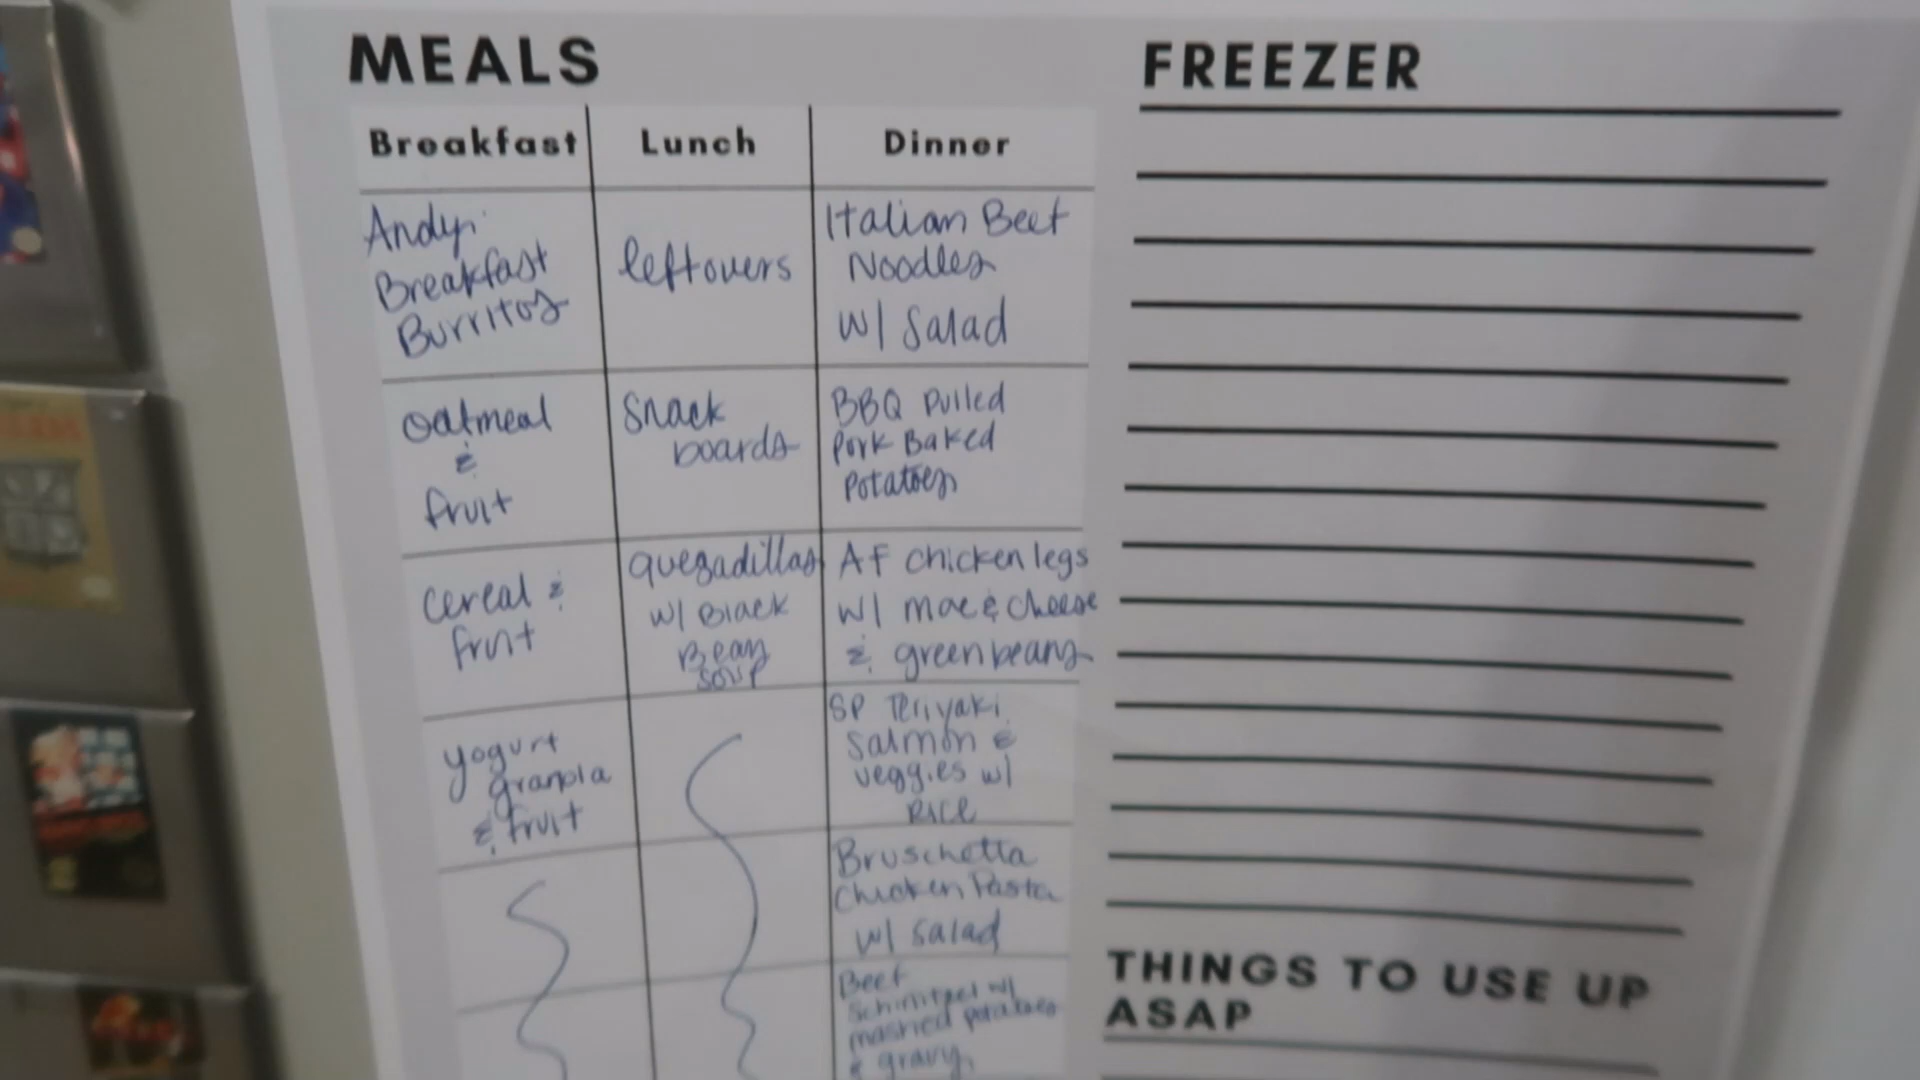 MEALS
Breakfast Lunch Dinner
Andy:
Breakfast
Burritos
leftovers
Italian Beef
Noodles
W/ Salad
Oatmeal
&
fruit
Snack
boards
BBQ Pulled
Pork Baked
Potatoes
Cereal &
fruit
quesadillas
w/ Black
Bean
Soup
AF chicken legs
W/ mac & cheese
& green beans
yogurt
granola
& fruit
SP Teriyaki
Salmon &
veggies w/
RICE
Bruschetta
Chicken Pasta
w/ salad
Beef
Schnitzel w/
mashed potatoes
& gravy
FREEZER
THINGS TO USE UP
ASAP